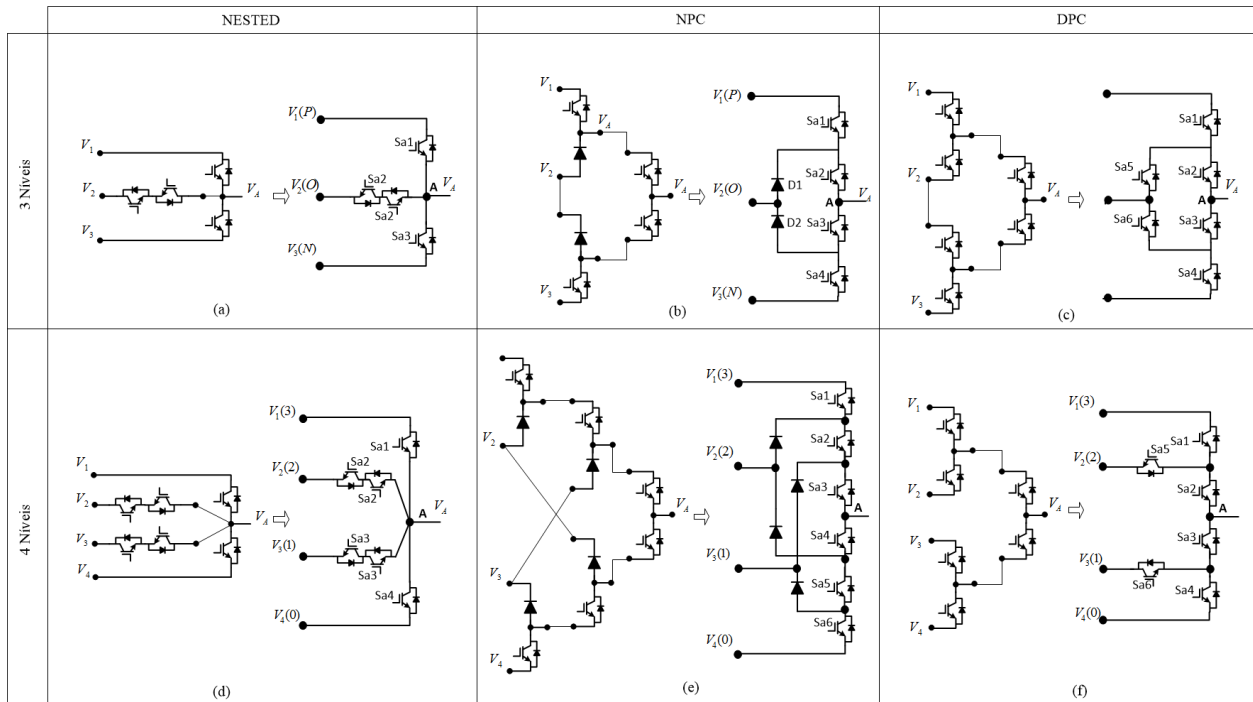 NESTED
NPC
DPC
3 Níveis
V1
V2
V3
VA
V1(P)
Sa1
V2(O)
Sa2
Sa2
A
VA
Sa3
V3(N)
(a)
V1
VA
V2
VA
V3
V1(P)
Sa1
Sa2
D1
V2(O)
A
VA
D2
Sa3
Sa4
V3(N)
(b)
V1
V2
VA
V3
Sa1
Sa5
Sa2
A
VA
Sa6
Sa3
Sa4
(c)
4 Níveis
V1
V2
V3
V4
VA
V1(3)
Sa1
V2(2)
Sa2
Sa2
A
VA
V3(1)
Sa3
Sa3
Sa4
V4(0)
(d)
V2
VA
V3
V4
V1(3)
Sa1
Sa2
V2(2)
Sa3
A
Sa4
V3(1)
Sa5
Sa6
V4(0)
(e)
V1
V2
VA
V3
V4
V1(3)
Sa1
V2(2)
Sa5
Sa2
A
Sa3
V3(1)
Sa6
Sa4
V4(0)
(f)